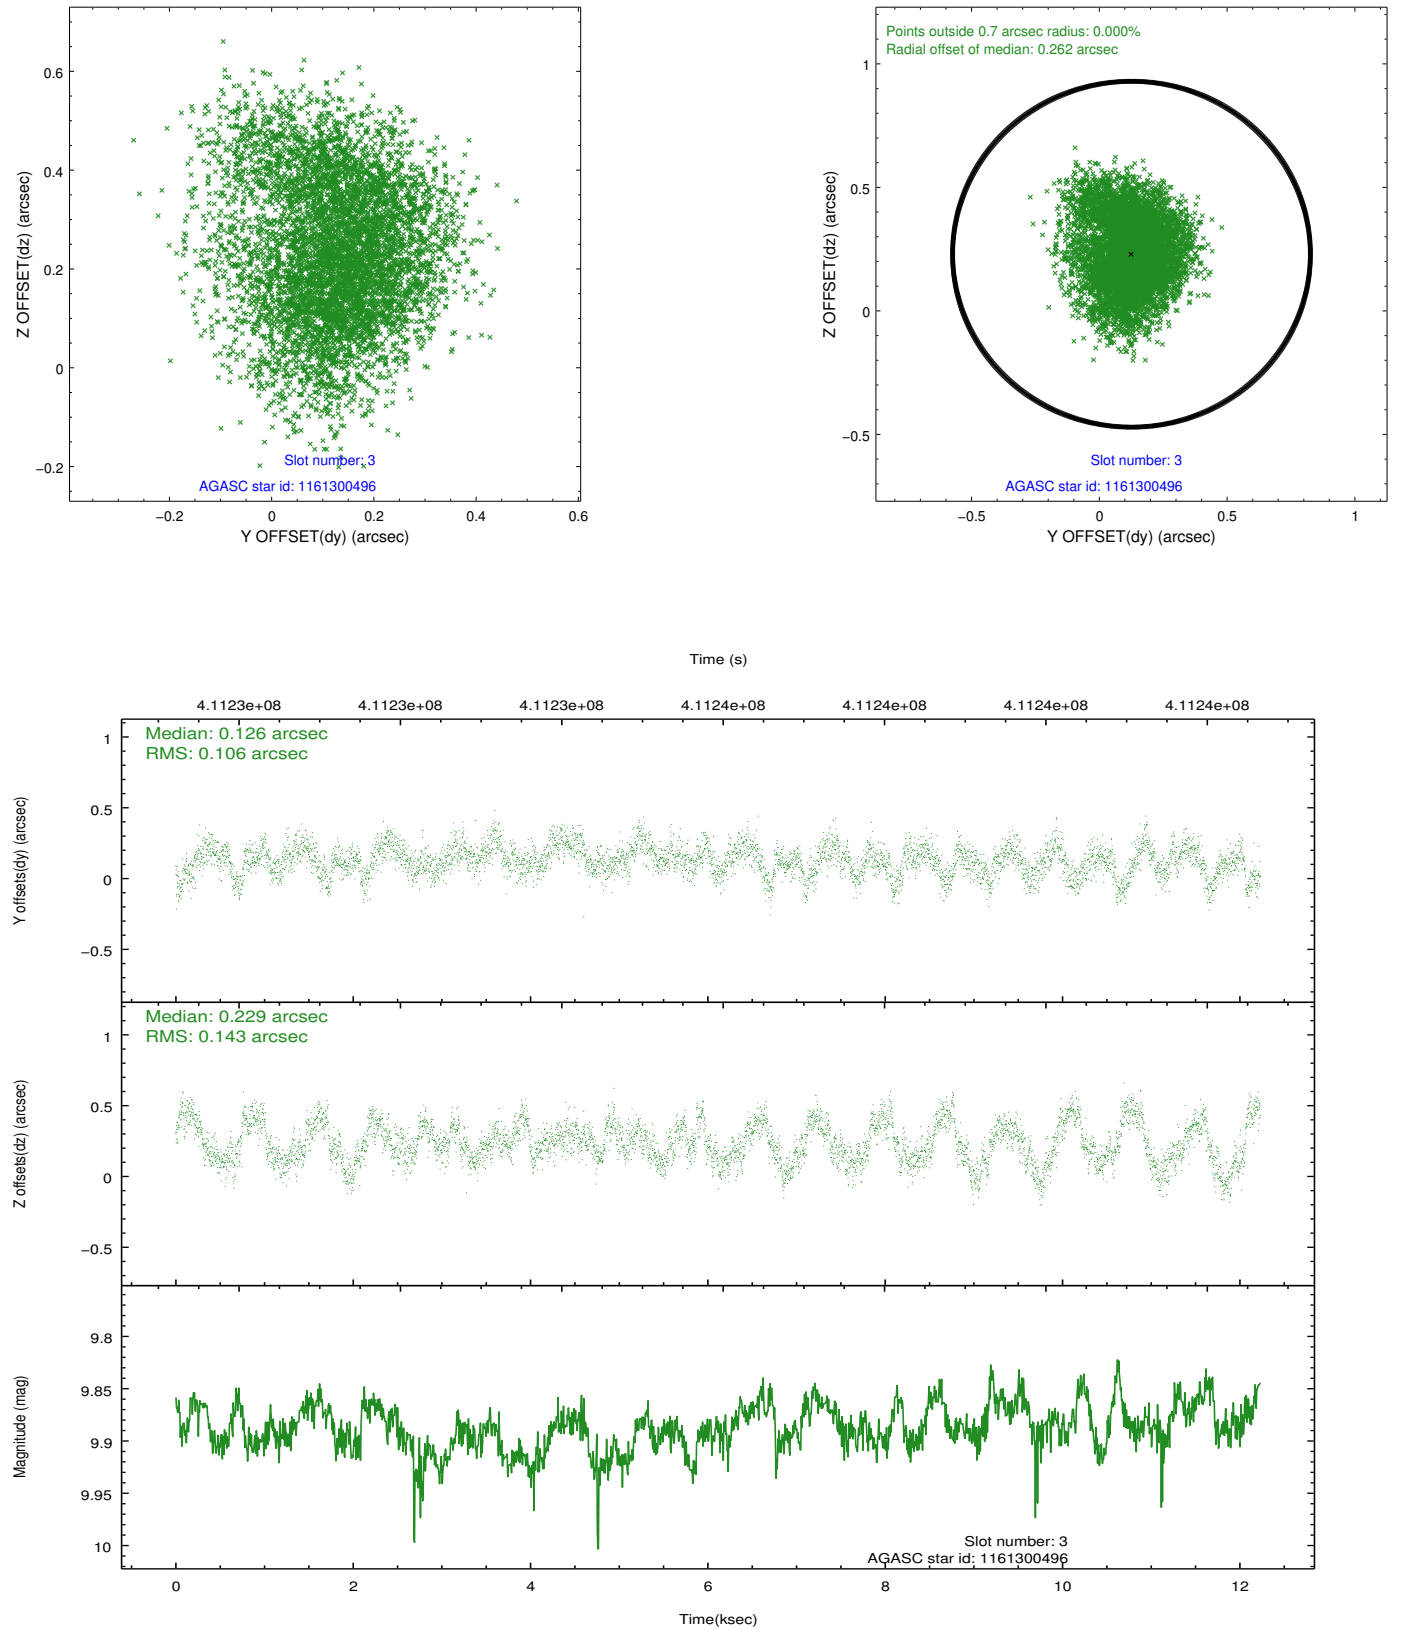 0.6
0.4
0.2
0
−0.2
Z OFFSET(dz) (arcsec)
Slot number: 3
AGASC star id: 1161300496
−0.2 0 0.2 0.4 0.6
Y OFFSET(dy) (arcsec)
Points outside 0.7 arcsec radius: 0.000%
Radial offset of median: 0.262 arcsec
1
0.5
0
−0.5
Z OFFSET(dz) (arcsec)
Slot number: 3
AGASC star id: 1161300496
−0.5 0 0.5 1
Y OFFSET(dy) (arcsec)
Time (s)
4.1123e+08 4.1123e+08 4.1123e+08 4.1124e+08 4.1124e+08 4.1124e+08 4.1124e+08
Median: 0.126 arcsec
RMS: 0.106 arcsec
1
0.5
0
−0.5
Y offsets(dy) (arcsec)
Median: 0.229 arcsec
RMS: 0.143 arcsec
1
0.5
0
−0.5
Z offsets(dz) (arcsec)
9.8
9.85
9.9
9.95
10
Magnitude (mag)
Slot number: 3
AGASC star id: 1161300496
0 2 4 6 8 10 12
Time(ksec)